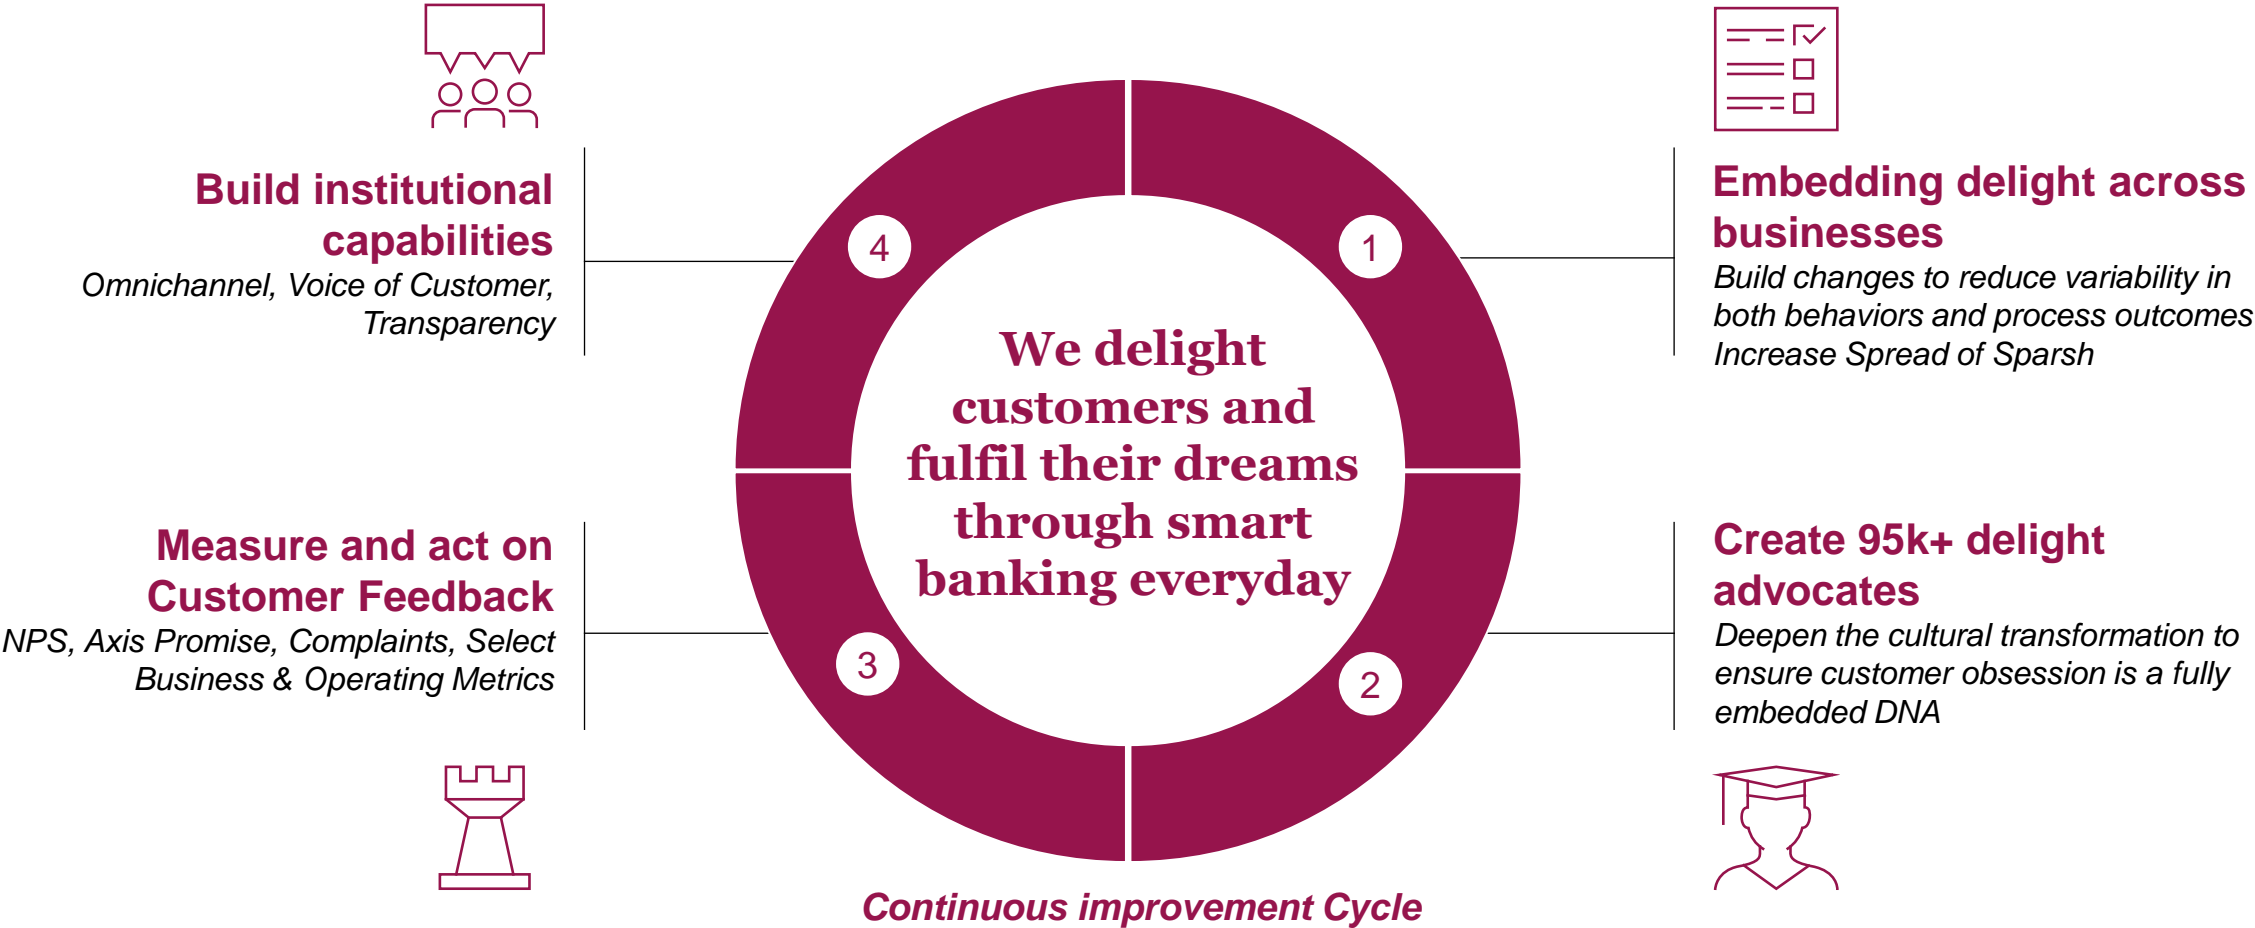 Build institutional
capabilities
Omnichannel, Voice of Customer,
Transparency
4
1
Embedding delight across
businesses
Build changes to reduce variability in
both behaviors and process outcomes
Increase Spread of Sparsh
We delight
customers and
fulfil their dreams
through smart
banking everyday
Measure and act on
Customer Feedback
NPS, Axis Promise, Complaints, Select
Business & Operating Metrics
3
2
Create 95k+ delight
advocates
Deepen the cultural transformation to
ensure customer obsession is a fully
embedded DNA
Continuous improvement Cycle